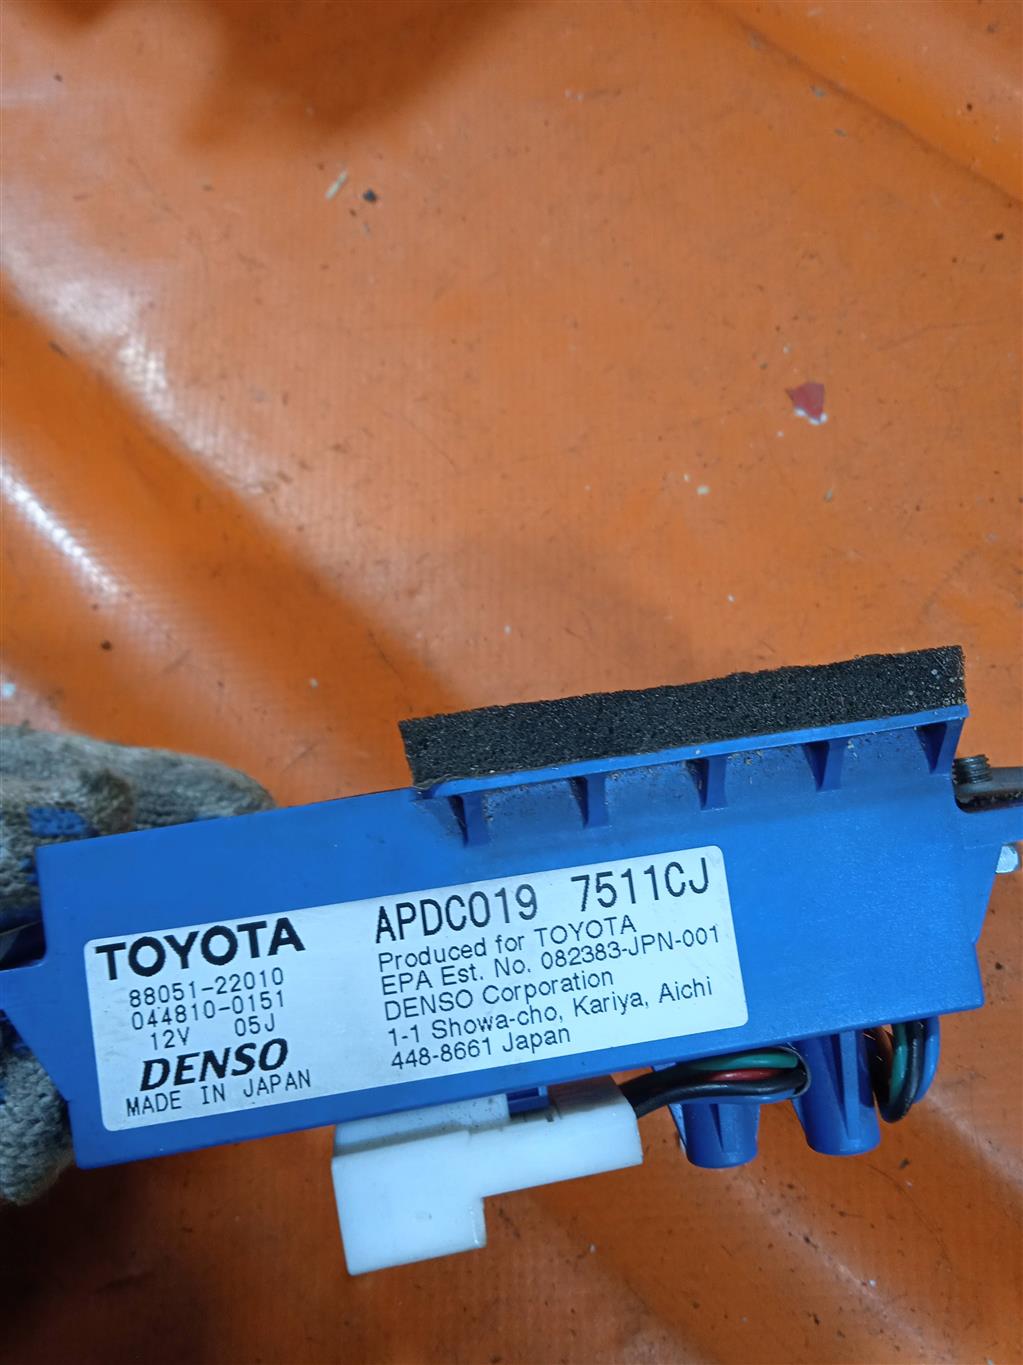 TOYOTA
88051-22010
044810-0151
12V 05J
DENSO
MADE IN JAPAN
APDC019 7511CJ
Produced for TOYOTA
EPA Est. No. 082383-JPN-001
DENSO Corporation
1-1 Showa-cho, Kariya, Aichi
448-8661 Japan